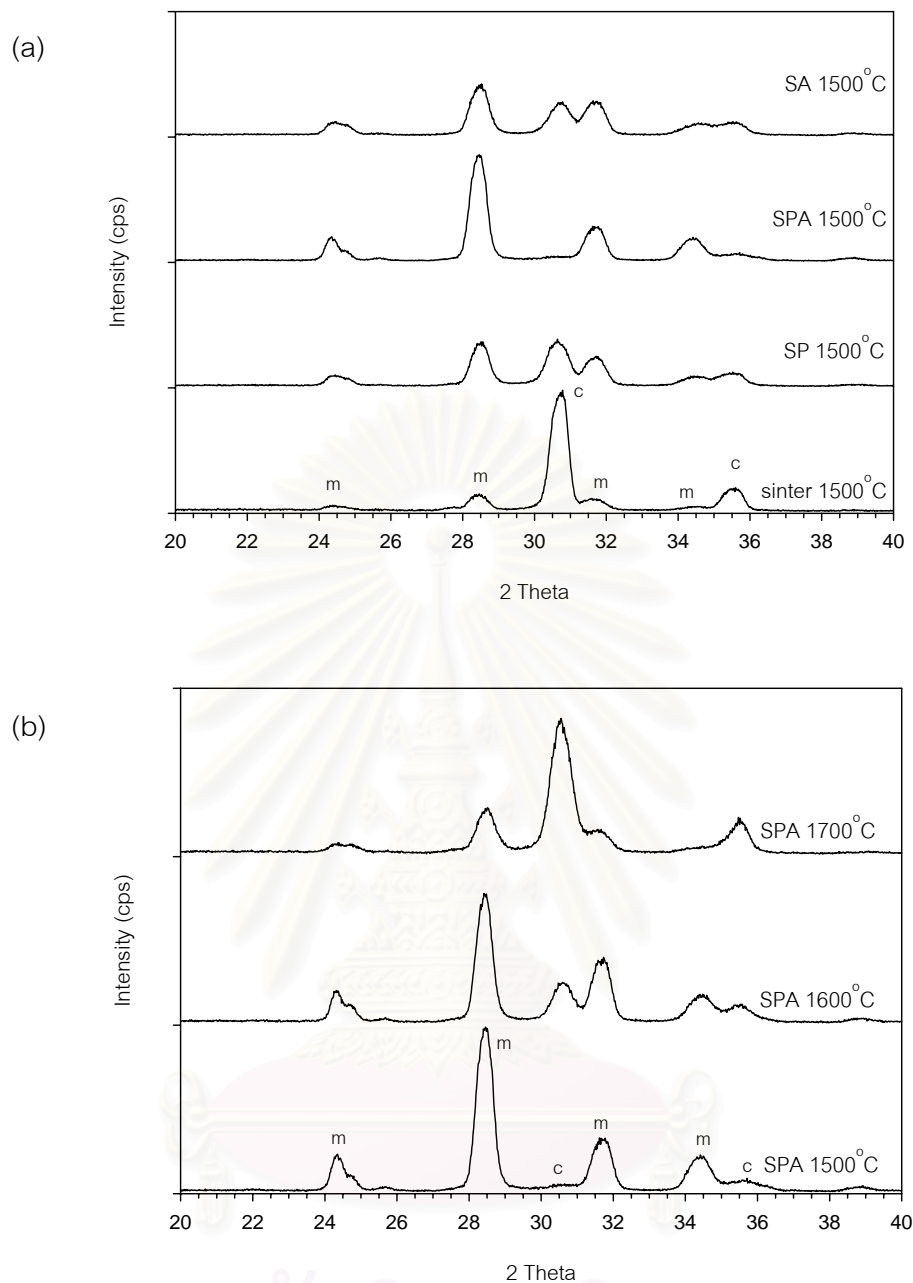 (a)
SA 1500°C
SPA 1500°C
SP 1500°C
c
m m m m c sinter 1500°C
Intensity (cps)
20 22 24 26 28 30 32 34 36 38 40
2 Theta
(b)
SPA 1700°C
SPA 1600°C
m
m c m m c SPA 1500°C
Intensity (cps)
20 22 24 26 28 30 32 34 36 38 40
2 Theta